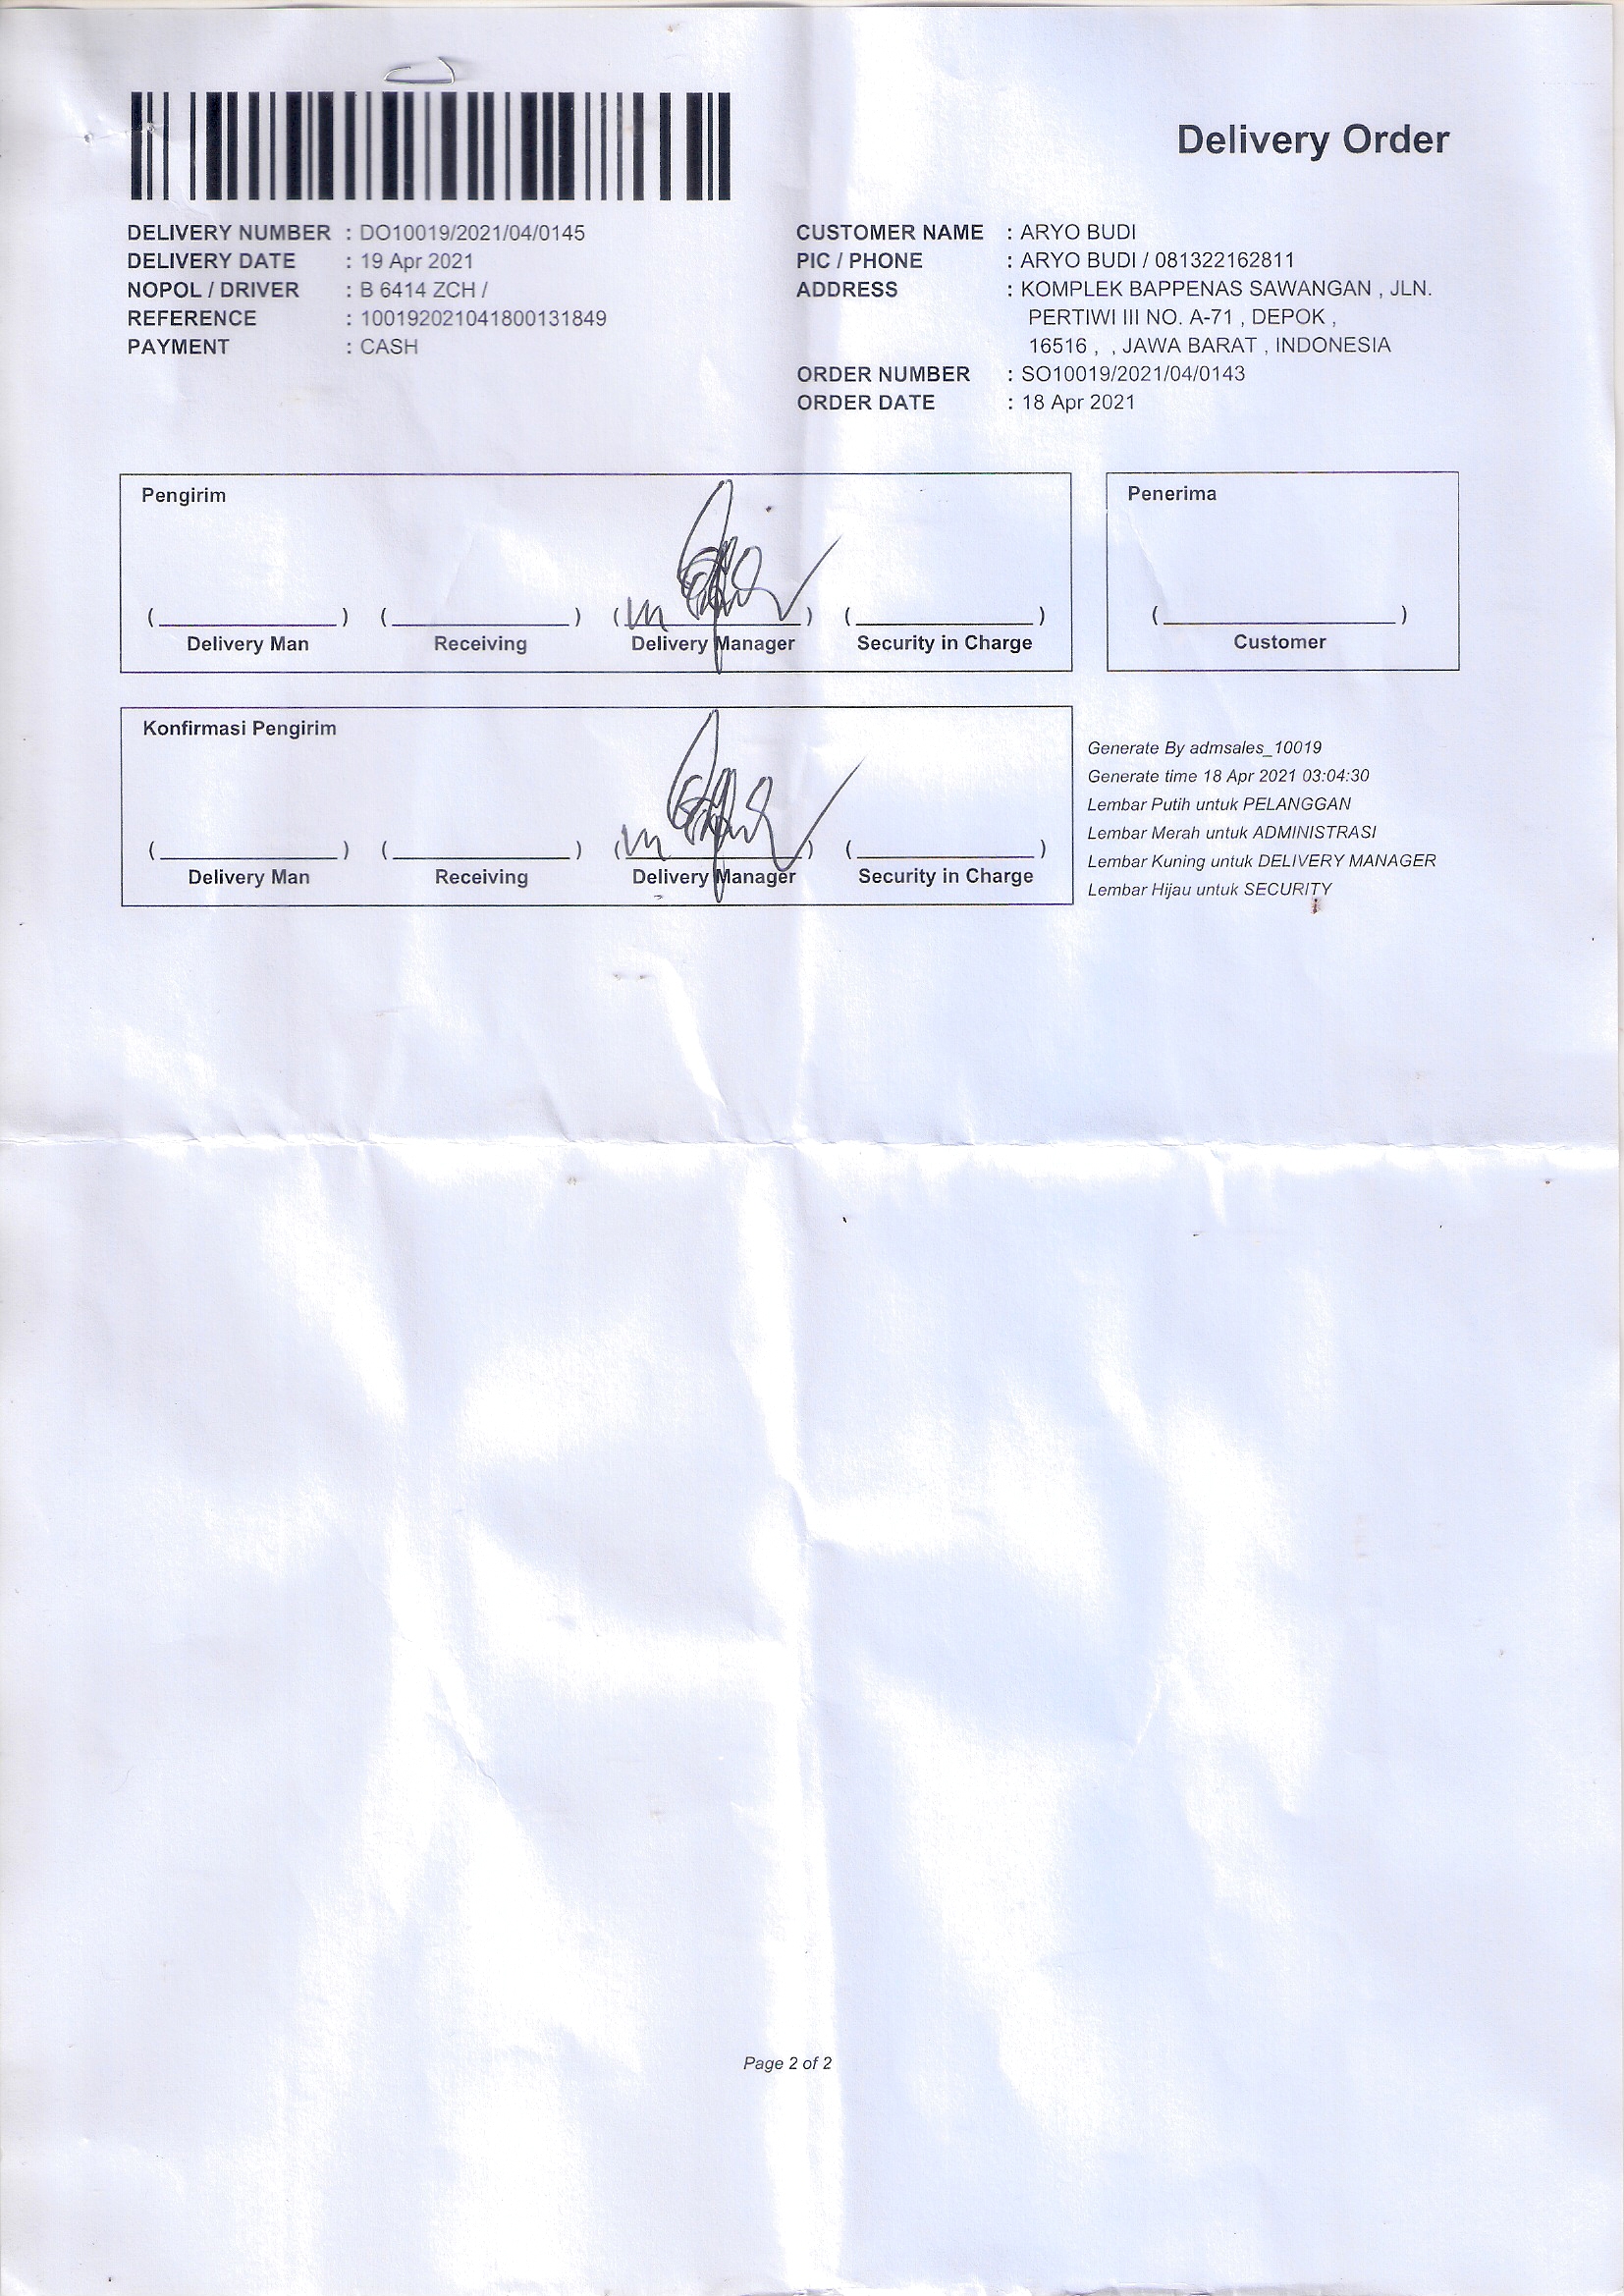 Delivery Order
DELIVERY NUMBER : DO10019/2021/04/0145
DELIVERY DATE : 19 Apr 2021
NOPOL / DRIVER : B 6414 ZCH /
REFERENCE : 100192021041800131849
PAYMENT : CASH
CUSTOMER NAME : ARYO BUDI
PIC / PHONE : ARYO BUDI / 081322162811
ADDRESS : KOMPLEK BAPPENAS SAWANGAN , JLN.
PERTIWI III NO. A-71 , DEPOK ,
16516 , , JAWA BARAT , INDONESIA
ORDER NUMBER : SO10019/2021/04/0143
ORDER DATE : 18 Apr 2021
Pengirim
( ) ( ) ( ) ( )
Delivery Man Receiving Delivery Manager Security in Charge
Penerima
( )
Customer
Konfirmasi Pengirim
( ) ( ) ( ) ( )
Delivery Man Receiving Delivery Manager Security in Charge
Generate By admsales_10019
Generate time 18 Apr 2021 03:04:30
Lembar Putih untuk PELANGGAN
Lembar Merah untuk ADMINISTRASI
Lembar Kuning untuk DELIVERY MANAGER
Lembar Hijau untuk SECURITY
Page 2 of 2